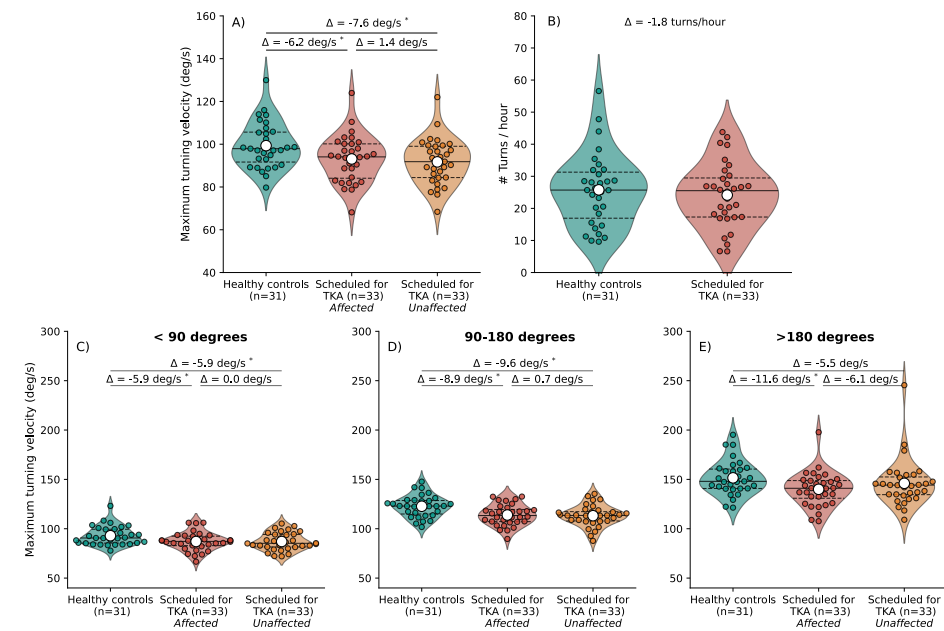 A)
Δ = -7.6 deg/s *
Δ = -6.2 deg/s *
Δ = 1.4 deg/s
Maximum turning velocity (deg/s)
160
140
120
100
80
60
40
Healthy controls
(n=31)
Scheduled for
TKA (n=33)
Affected
Scheduled for
TKA (n=33)
Unaffected
B)
Δ = -1.8 turns/hour
# Turns / hour
80
70
60
50
40
30
20
10
0
Healthy controls
(n=31)
Scheduled for
TKA (n=33)
C)
< 90 degrees
Δ = -5.9 deg/s *
Δ = -5.9 deg/s *
Δ = 0.0 deg/s
Maximum turning velocity (deg/s)
300
250
200
150
100
50
Healthy controls
(n=31)
Scheduled for
TKA (n=33)
Affected
Scheduled for
TKA (n=33)
Unaffected
D)
90-180 degrees
Δ = -9.6 deg/s *
Δ = -8.9 deg/s *
Δ = 0.7 deg/s
300
250
200
150
100
50
Healthy controls
(n=31)
Scheduled for
TKA (n=33)
Affected
Scheduled for
TKA (n=33)
Unaffected
E)
>180 degrees
Δ = -5.5 deg/s
Δ = -11.6 deg/s *
Δ = -6.1 deg/s
300
250
200
150
100
50
Healthy controls
(n=31)
Scheduled for
TKA (n=33)
Affected
Scheduled for
TKA (n=33)
Unaffected